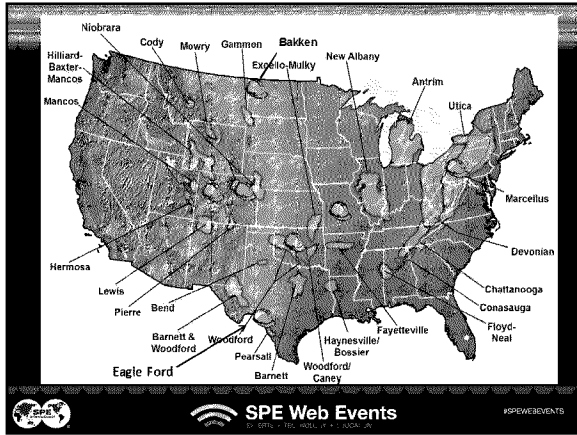 Niobrara
Cody
Mowry
Gammon
Bakken
Excello-Mulky
New Albany
Antrim
Utica
Hilliard-
Baxter-
Mancos
Mancos
Marcellus
Devonian
Chattanooga
Conasauga
Floyd-
Neal
Fayetteville
Haynesville/
Bossier
Woodford/
Caney
Barnett
Pearsall
Eagle Ford
Woodford
Barnett &
Woodford
Bend
Pierre
Lewis
Hermosa
SPE
SPE Web Events
#SPEWEBEVENTS